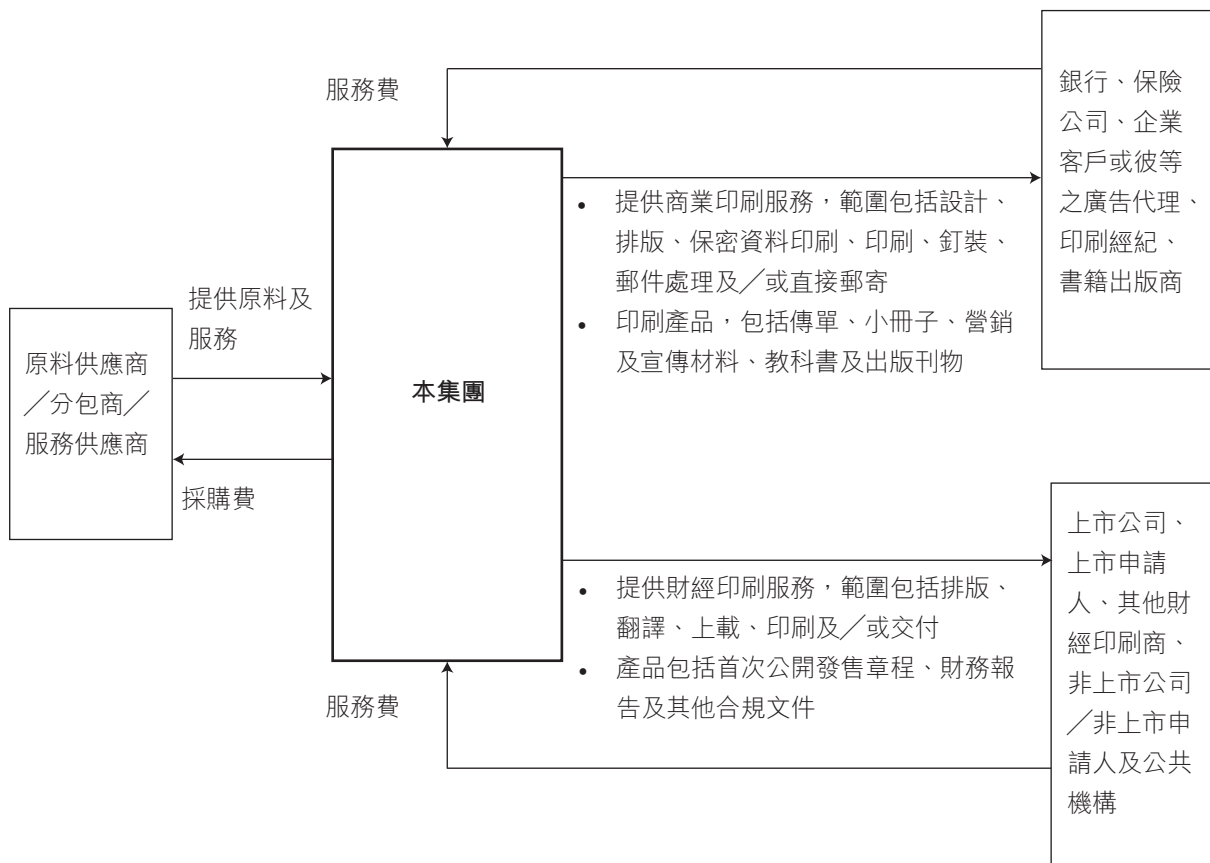 服務費
銀行、保險
公司、企業
客戶或彼等
之廣告代理、
印刷經紀、
書籍出版商
• 提供商業印刷服務，範圍包括設計、
排版、保密資料印刷、印刷、釘裝、
郵件處理及／或直接郵寄
• 印刷產品，包括傳單、小冊子、營銷
及宣傳材料、教科書及出版刊物
提供原料及
服務
原料供應商
／分包商／
服務供應商
本集團
採購費
上市公司、
上市申請
人、其他財
經印刷商、
非上市公司
／非上市申
請人及公共
機構
• 提供財經印刷服務，範圍包括排版、
翻譯、上載、印刷及／或交付
• 產品包括首次公開發售章程、財務報
告及其他合規文件
服務費